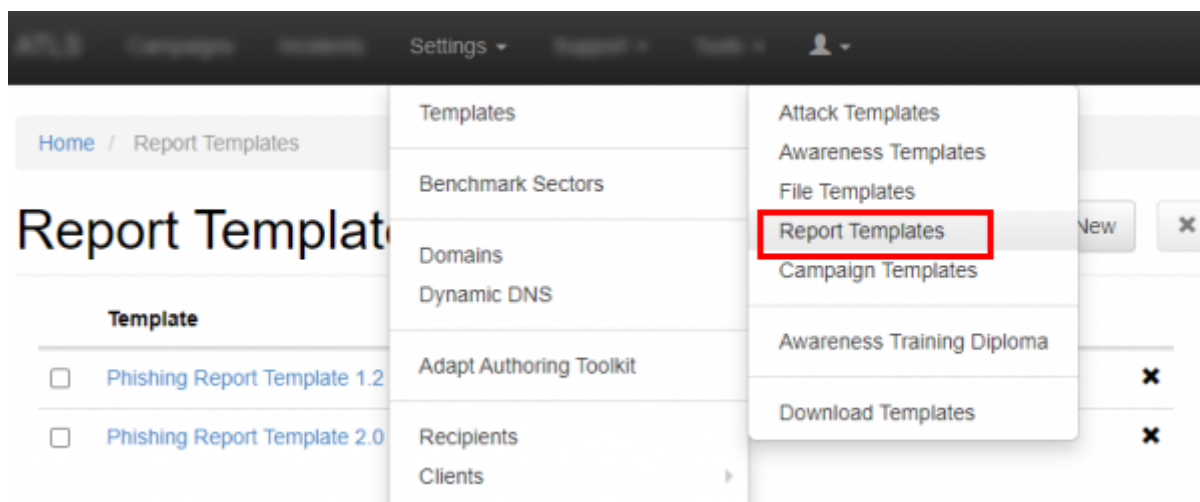 Settings
Home / Report Templates
Report Templat
New
Template
Phishing Report Template 1.2
Phishing Report Template 2.0
Templates
Benchmark Sectors
Domains
Dynamic DNS
Adapt Authoring Toolkit
Recipients
Clients
Attack Templates
Awareness Templates
File Templates
Report Templates
Campaign Templates
Awareness Training Diploma
Download Templates